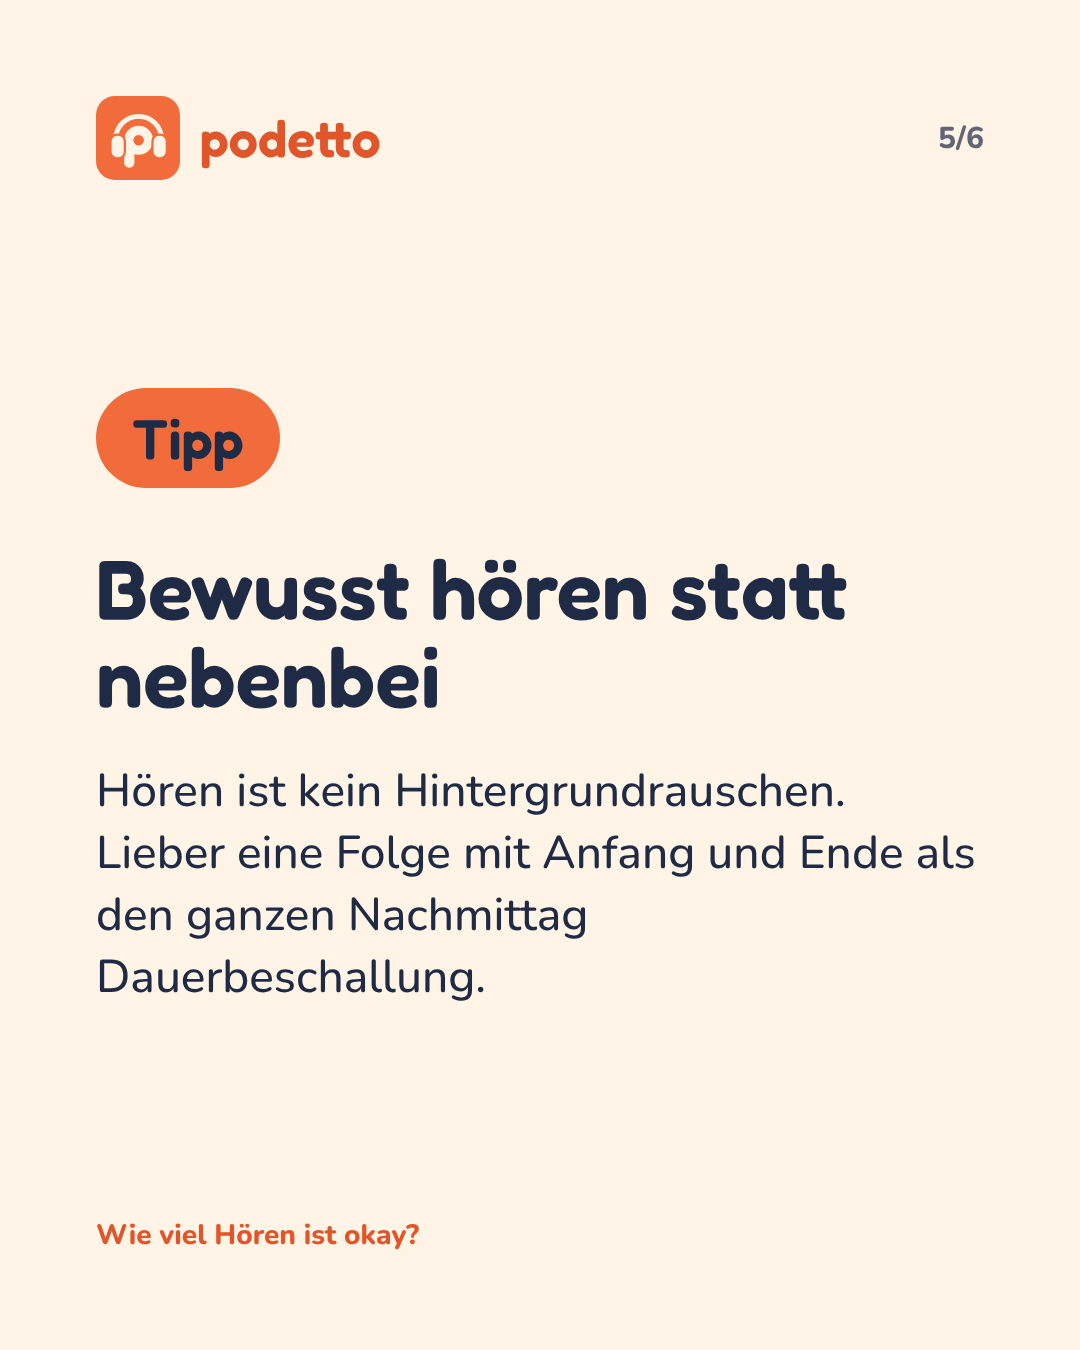 podetto
5/6
Tipp
Bewusst hören statt
nebenbei
Hören ist kein Hintergrundrauschen.
Lieber eine Folge mit Anfang und Ende als
den ganzen Nachmittag
Dauerbeschallung.
Wie viel Hören ist okay?